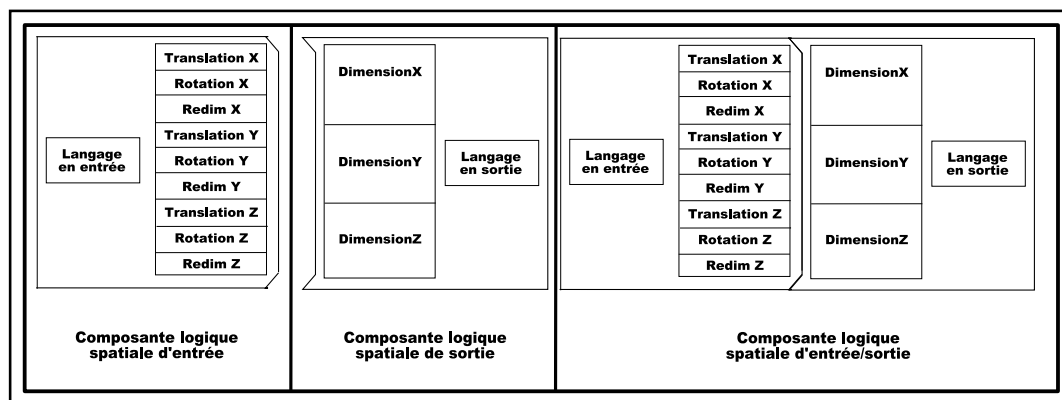 Langage
en entrée
Translation X
Rotation X
Redim X
Translation Y
Rotation Y
Redim Y
Translation Z
Rotation Z
Redim Z
Composante logique
spatiale d'entrée
DimensionX
DimensionY
DimensionZ
Langage
en sortie
Composante logique
spatiale de sortie
Langage
en entrée
Translation X
Rotation X
Redim X
Translation Y
Rotation Y
Redim Y
Translation Z
Rotation Z
Redim Z
DimensionX
DimensionY
DimensionZ
Langage
en sortie
Composante logique
spatiale d'entrée/sortie